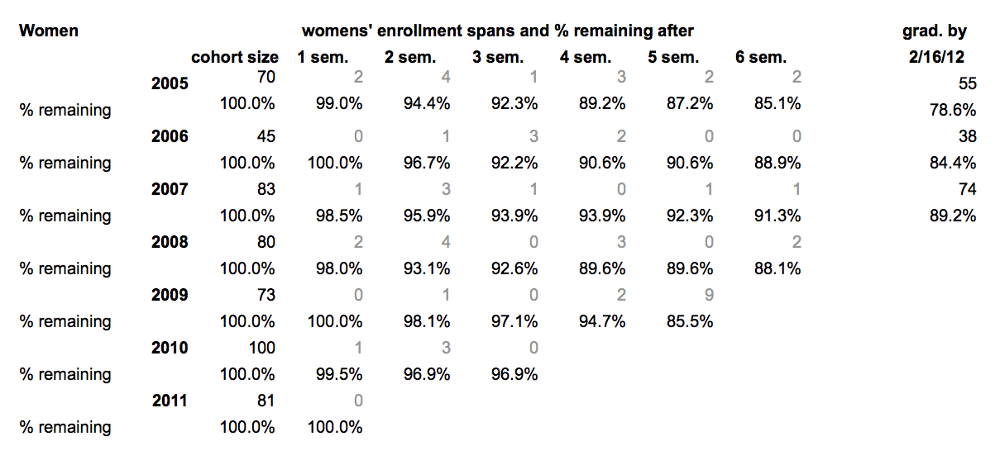 Women womens' enrollment spans and % remaining after grad. by
cohort size 1 sem. 2 sem. 3 sem. 4 sem. 5 sem. 6 sem. 2/16/12
2005 70 2 4 1 3 2 2 55
% remaining 100.0% 99.0% 94.4% 92.3% 89.2% 87.2% 85.1% 78.6%
2006 45 0 1 3 2 0 0 38
% remaining 100.0% 100.0% 96.7% 92.2% 90.6% 90.6% 88.9% 84.4%
2007 83 1 3 1 0 1 1 74
% remaining 100.0% 98.5% 95.9% 93.9% 93.9% 92.3% 91.3% 89.2%
2008 80 2 4 0 3 0 2
% remaining 100.0% 98.0% 93.1% 92.6% 89.6% 89.6% 88.1%
2009 73 0 1 0 2 9
% remaining 100.0% 100.0% 98.1% 97.1% 94.7% 85.5%
2010 100 1 3 0
% remaining 100.0% 99.5% 96.9% 96.9%
2011 81 0
% remaining 100.0% 100.0%